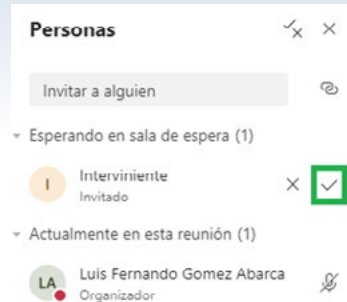 Personas
Invitar a alguien
Esperando en sala de espera (1)
I
Interviniente
Invitado
Actualmente en esta reunión (1)
LA
Luis Fernando Gomez Abarca
Organizador